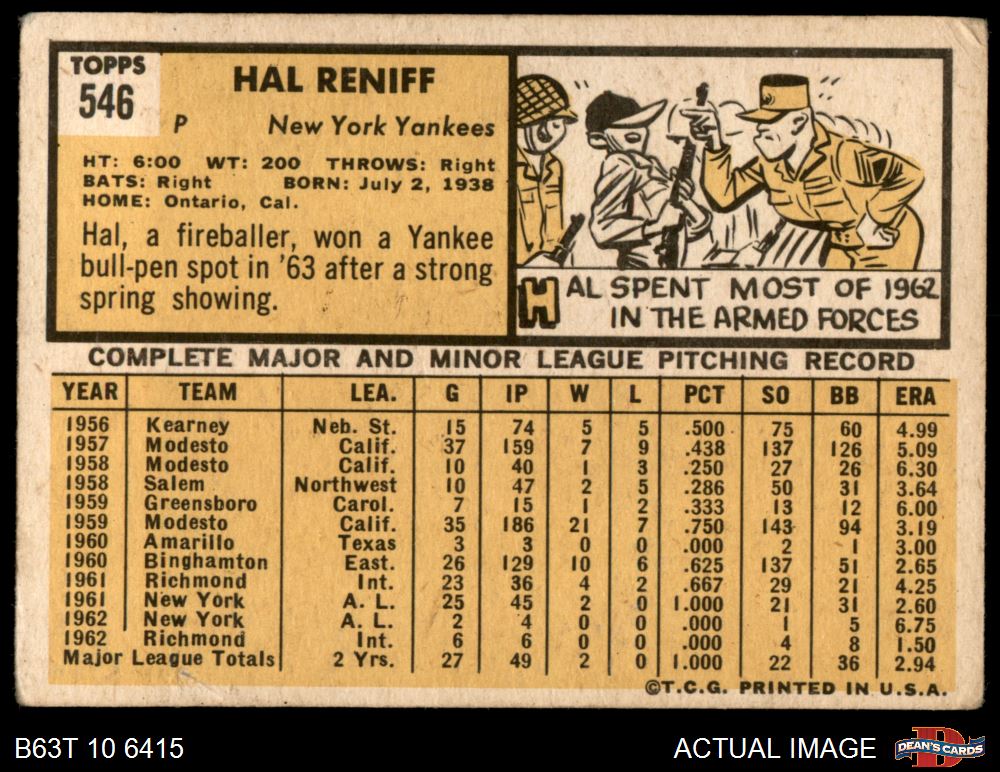 TOPPS
546
HAL RENIFF
P New York Yankees
HT: 6:00 WT: 200 THROWS: Right
BATS: Right BORN: July 2, 1938
HOME: Ontario, Cal.
Hal, a fireballer, won a Yankee
bull-pen spot in '63 after a strong
spring showing.
HAL SPENT MOST OF 1962
IN THE ARMED FORCES
COMPLETE MAJOR AND MINOR LEAGUE PITCHING RECORD
YEAR TEAM LEA. G IP W L PCT SO BB ERA
1956 Kearney Neb. St. 15 74 5 5 .500 75 60 4.99
1957 Modesto Calif. 37 159 7 9 .438 137 126 5.09
1958 Modesto Calif. 10 40 1 3 .250 27 26 6.30
1958 Salem Northwest 10 47 2 5 .286 50 31 3.64
1959 Greensboro Carol. 7 15 1 2 .333 13 12 6.00
1959 Modesto Calif. 35 186 21 7 .750 143 94 3.19
1960 Amarillo Texas 3 3 0 0 .000 2 1 3.00
1960 Binghamton East. 26 129 10 6 .625 137 51 2.65
1961 Richmond Int. 23 36 4 2 .667 29 21 4.25
1961 New York A. L. 25 45 2 0 1.000 21 31 2.60
1962 New York A. L. 2 4 0 0 .000 1 5 6.75
1962 Richmond Int. 6 6 0 0 .000 4 8 1.50
Major League Totals 2 Yrs. 27 49 2 0 1.000 22 36 2.94
©T.C.G. PRINTED IN U.S.A.
B63T 10 6415
ACTUAL IMAGE
DEAN'S CARDS